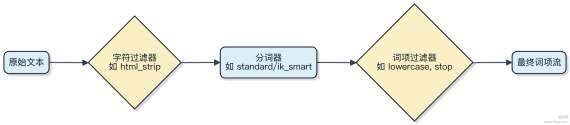 原始文本
字符过滤器
如 html_strip
分词器
如 standard/ik_smart
词项过滤器
如 lowercase, stop
最终词项流